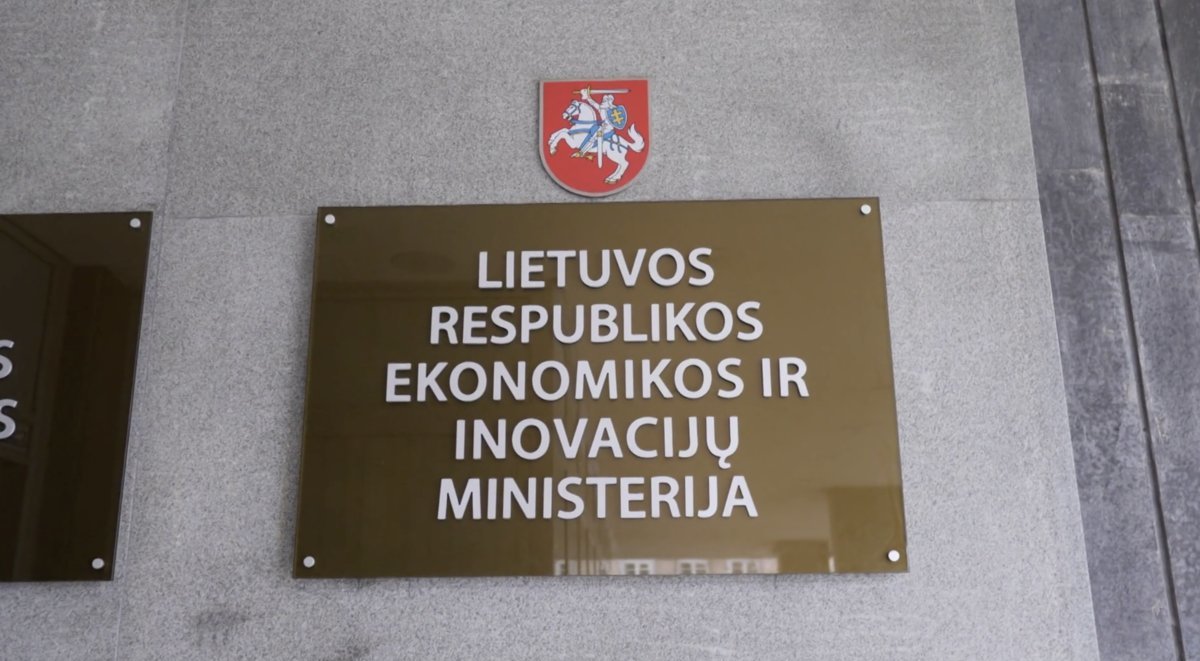 LIETUVOS
RESPUBLIKOS
EKONOMIKOS IR
INOVACIJŲ
MINISTERIJA